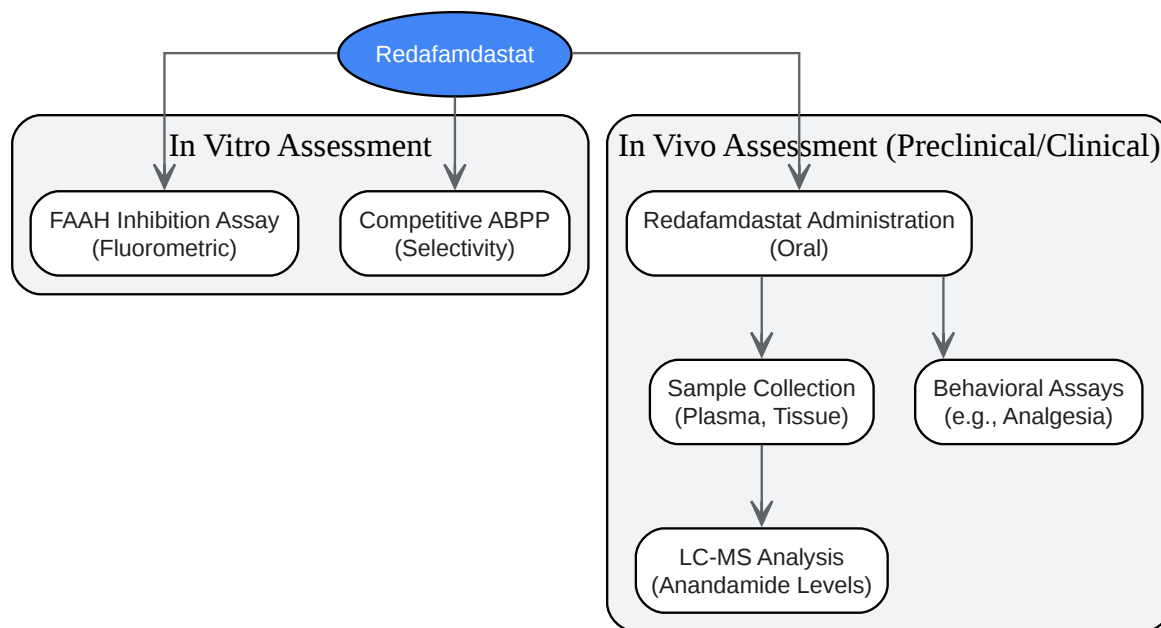 Redafamdastat
In Vitro Assessment
FAAH Inhibition Assay
(Fluorometric)
Competitive ABPP
(Selectivity)
In Vivo Assessment (Preclinical/Clinical)
Redafamdastat Administration
(Oral)
Sample Collection
(Plasma, Tissue)
Behavioral Assays
(e.g., Analgesia)
LC-MS Analysis
(Anandamide Levels)